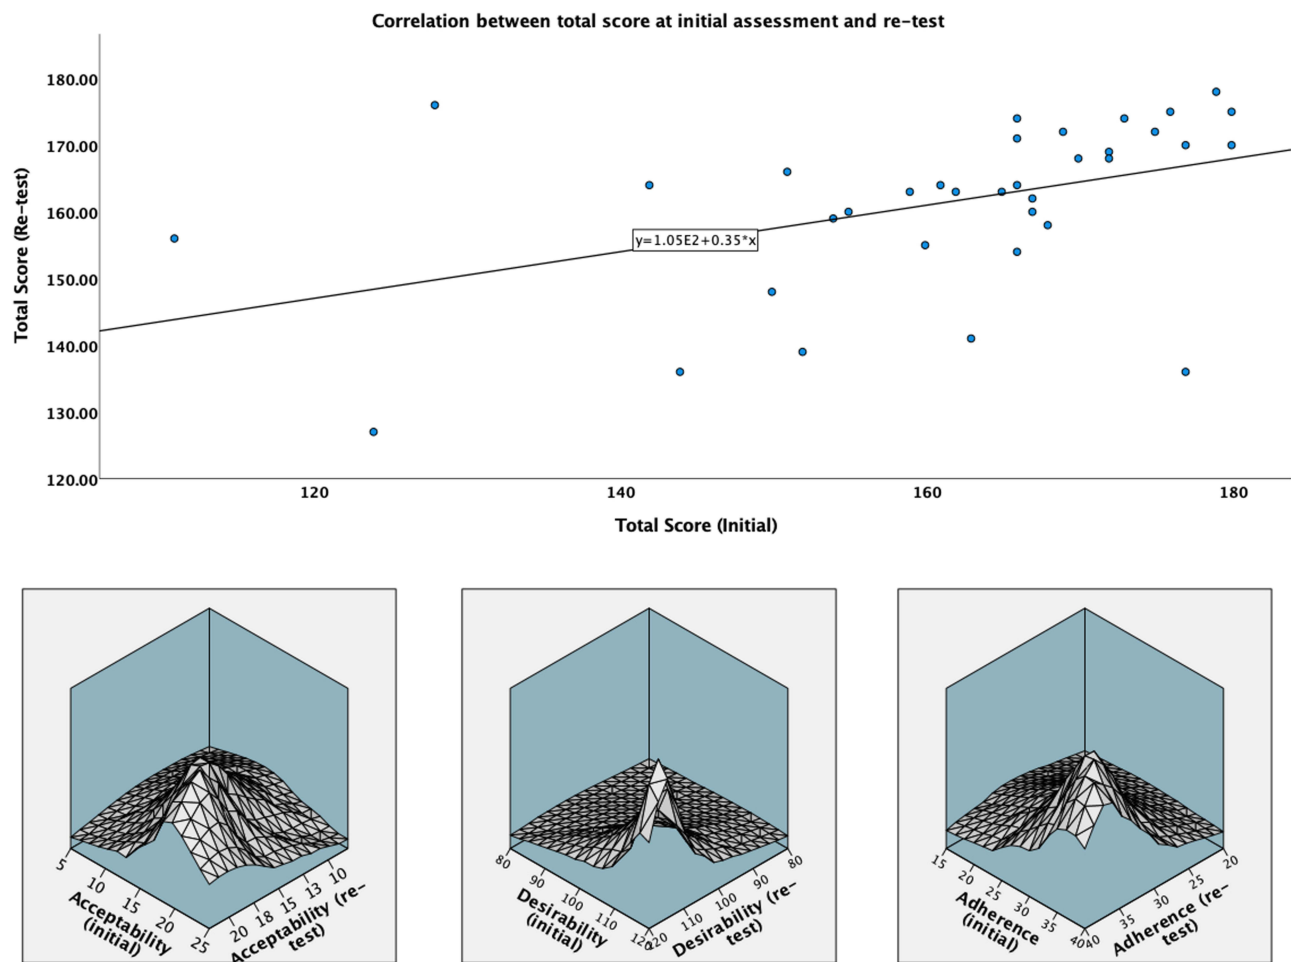 Correlation between total score at initial assessment and re-test
180.00
170.00
160.00
150.00
140.00
130.00
120.00
Total Score (Re-test)
y=1.05E2+0.35*x
120 140 160 180
Total Score (Initial)
5 10 15 20 25
Acceptability
(initial)
20 18 15 13 10
Acceptability (re-
test)
80 90 100 110 120
Desirability
(initial)
120 110 100 90 80
Desirability (re-
test)
15 20 25 30 35 40
Adherence
(initial)
40 35 30 25 20
Adherence (re-
test)